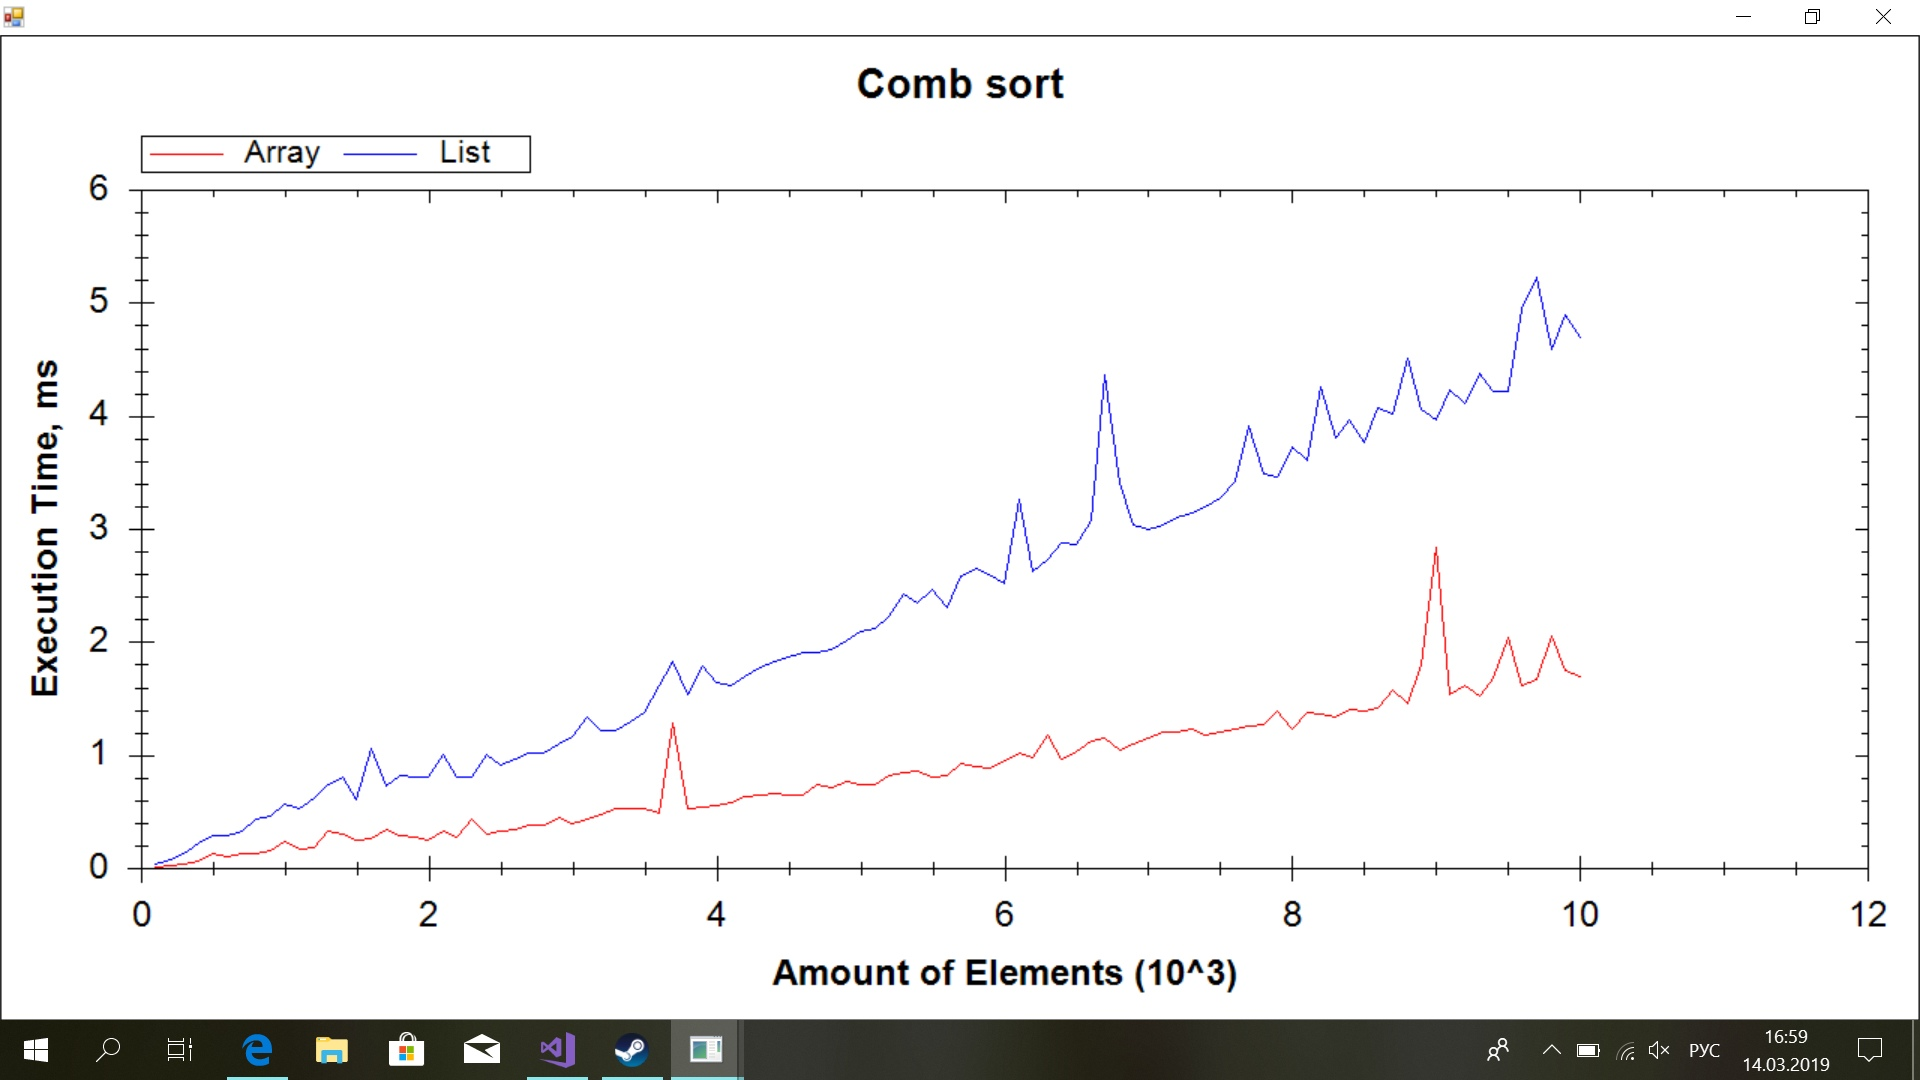 Comb sort
Array List
6
5
4
3
2
1
0
Execution Time, ms
0 2 4 6 8 10 12
Amount of Elements (10^3)
РУС
16:59
14.03.2019